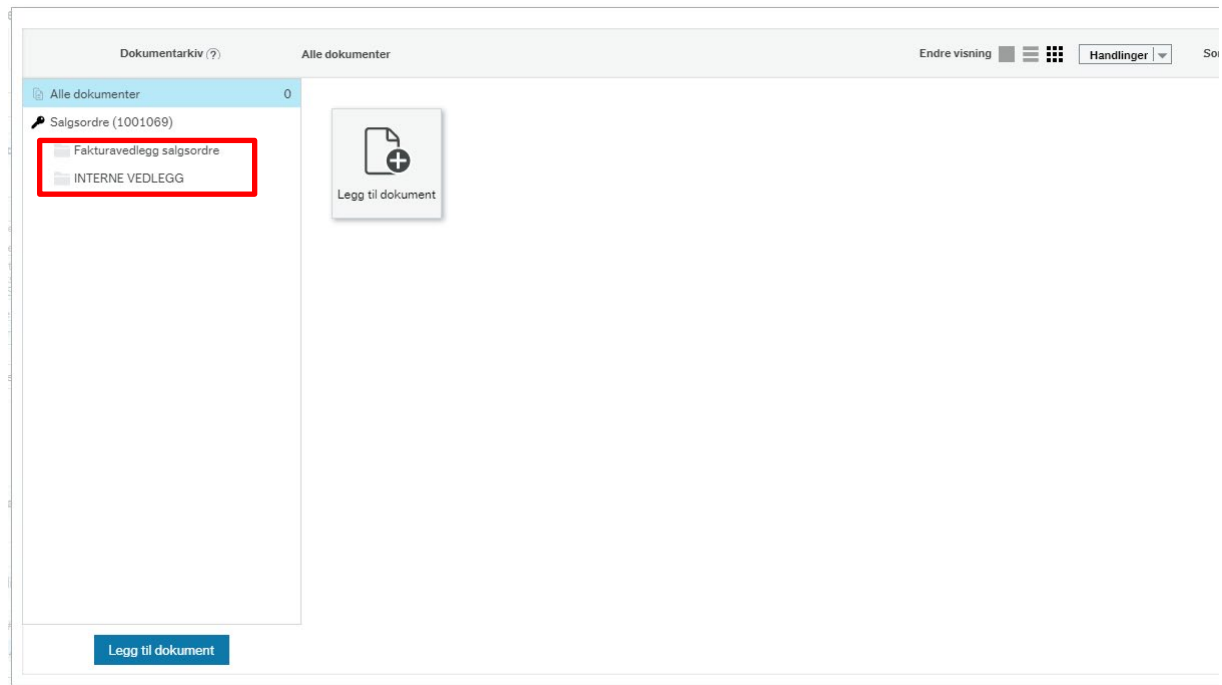 Dokumentarkiv (?) Alle dokumenter Endre visning Handlinger
Alle dokumenter 0
Salgsordre (1001069)
Fakturavedlegg salgsordre
INTERNE VEDLEGG
Legg til dokument
Legg til dokument